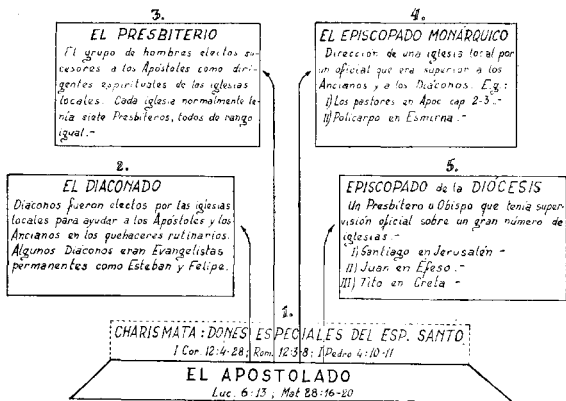 3.
EL PRESBITERIO
El grupo de hombres electos su-
cesores a los Apóstoles como diri-
gentes espirituales de las iglesias
locales. Cada iglesia normalmente te-
nía siete Presbíteros, todos de rango
igual.-
4.
EL EPISCOPADO MONÁRQUICO
Dirección de una iglesia local por
un oficial que era superior a los
Ancianos y a los Diáconos. E.g.:
I) Los pastores en Apoc cap 2-3.-
II) Policarpo en Esmirna.-
2.
EL DIACONADO
Diáconos fueron electos por las iglesias
locales para ayudar a los Apóstoles y los
Ancianos en los quehaceres rutinarios.
Algunos Diáconos eran Evangelistas
permanentes como Esteban y Felipe.
5.
EPISCOPADO de la DIÓCESIS
Un Presbítero u Obispo que tenía super-
visión oficial sobre un gran número de
iglesias.-
I) Santiago en Jerusalén -
II) Juan en Éfeso.-
III) Tito en Creta -
1.
CHARISMATA: DONES ESPECIALES DEL ESP. SANTO
I Cor. 12:4-28; Rom. 12:3-8; I Pedro 4:10-11
EL APOSTOLADO
Luc. 6:13; Mat 28:16-20